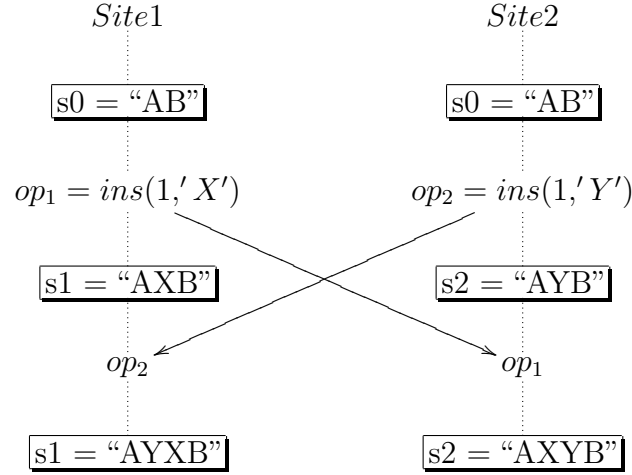 Site1 Site2
s0 = “AB” s0 = “AB”
op₁ = ins(1,′ X′) op₂ = ins(1,′ Y′)
s1 = “AXB” s2 = “AYB”
op₂ op₁
s1 = “AYXB” s2 = “AXYB”